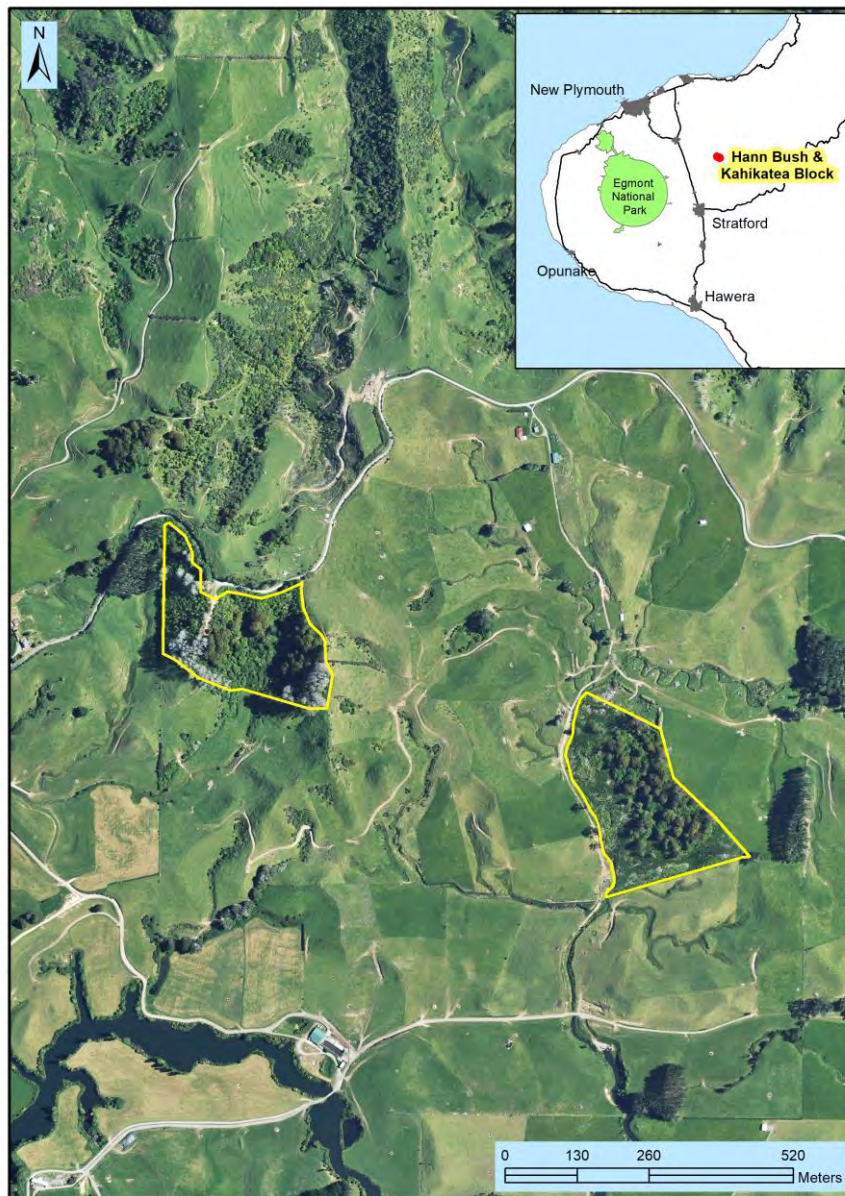 N
New Plymouth
Hann Bush &
Kahikatea Block
Egmont
National
Park
Stratford
Opunake
Hawera
0 130 260 520
Meters